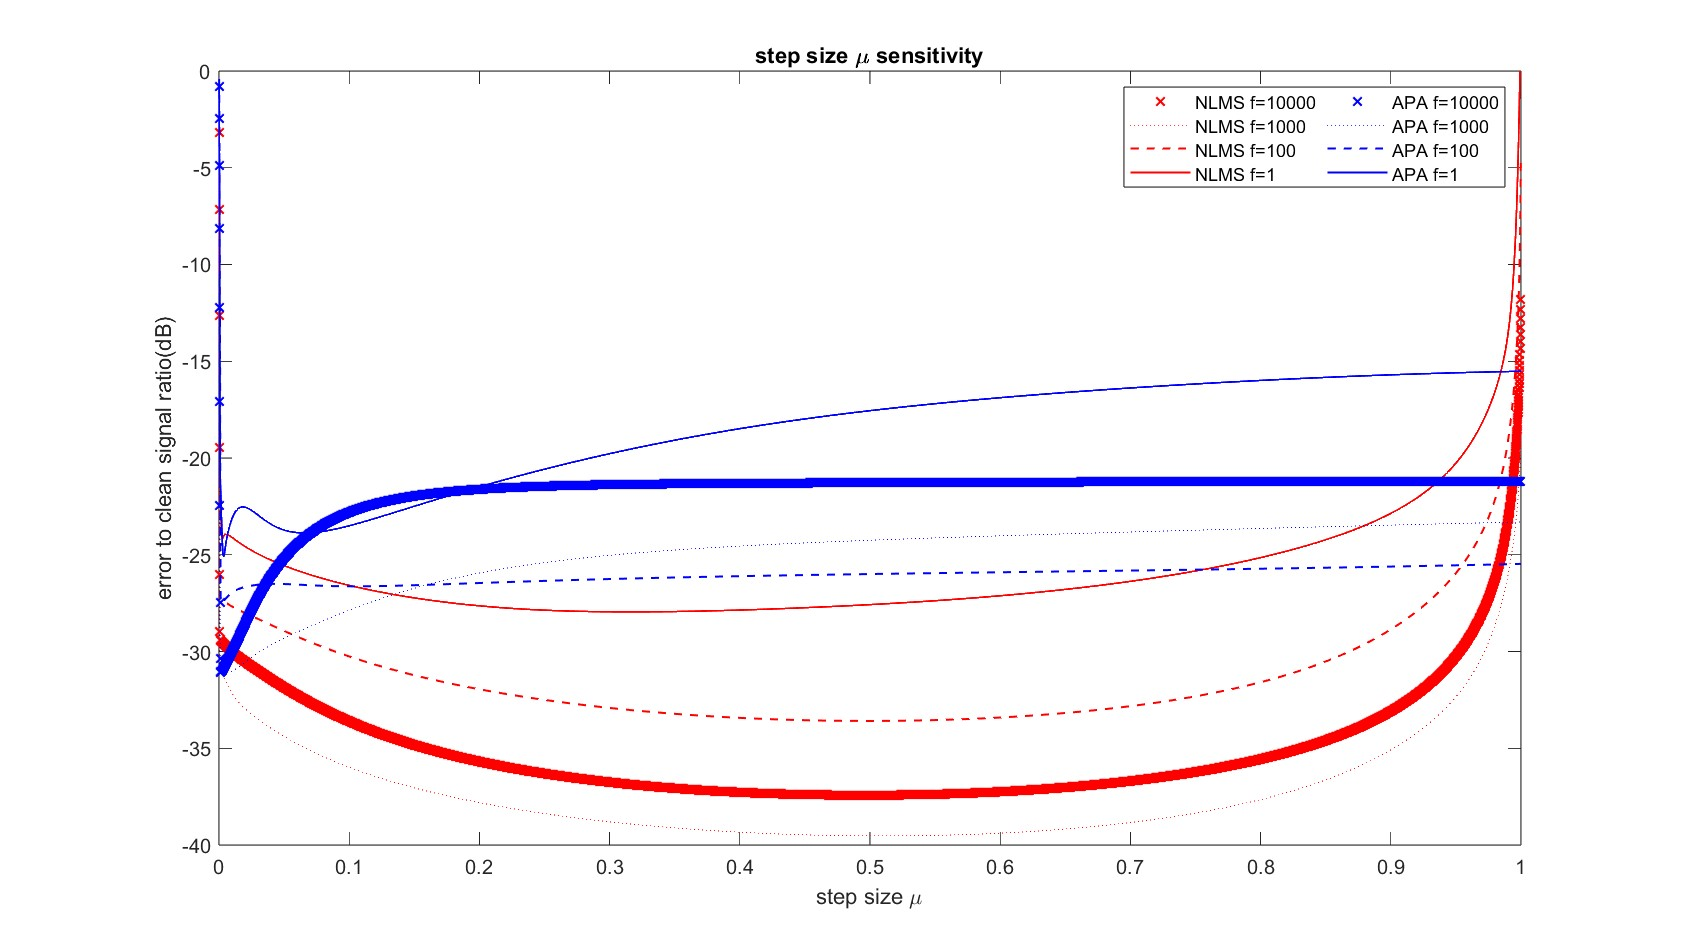 step size μ sensitivity
error to clean signal ratio(dB)
0
-5
-10
-15
-20
-25
-30
-35
-40
NLMS f=10000 APA f=10000
NLMS f=1000 APA f=1000
NLMS f=100 APA f=100
NLMS f=1 APA f=1
0 0.1 0.2 0.3 0.4 0.5 0.6 0.7 0.8 0.9 1
step size μ